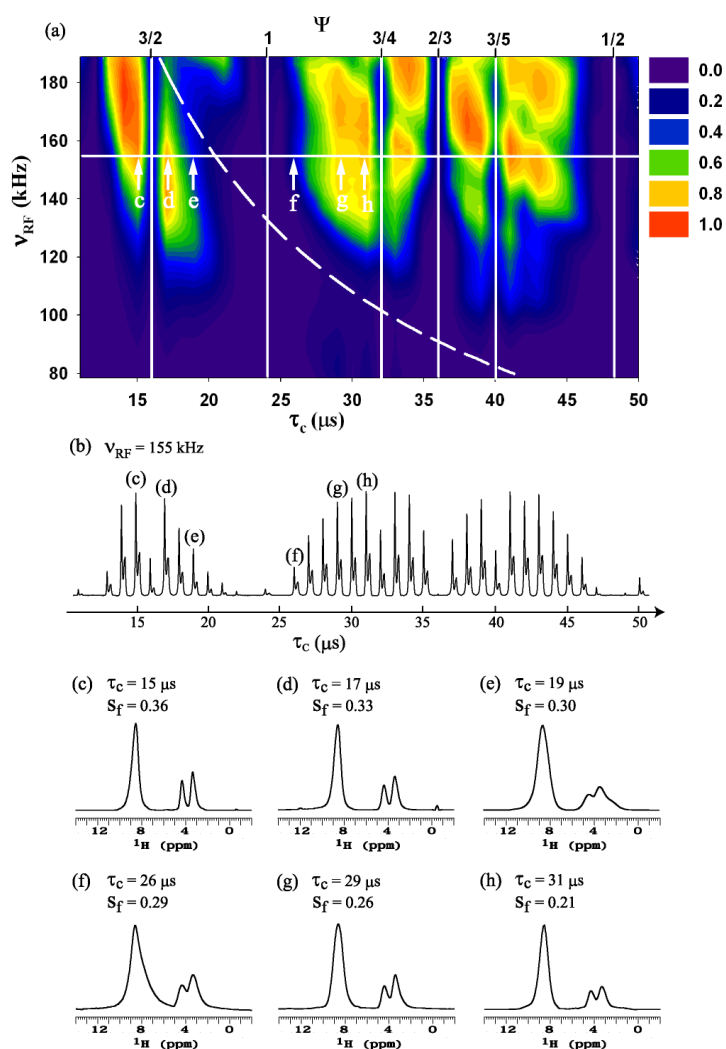 (a) Ψ
3/2 1 3/4 2/3 3/5 1/2
180
160
140
120
100
80
ν_RF (kHz)
c d e f g h
15 20 25 30 35 40 45 50
τ_c (μs)
0.0
0.2
0.4
0.6
0.8
1.0
(b) ν_RF = 155 kHz
(c) (d) (e) (f) (g) (h)
15 20 25 30 35 40 45 50
τ_C (μs)
(c) τ_c = 15 μs
S_f = 0.36
12 8 4 0
¹H (ppm)
(d) τ_c = 17 μs
S_f = 0.33
12 8 4 0
¹H (ppm)
(e) τ_c = 19 μs
S_f = 0.30
12 8 4 0
¹H (ppm)
(f) τ_c = 26 μs
S_f = 0.29
12 8 4 0
¹H (ppm)
(g) τ_c = 29 μs
S_f = 0.26
12 8 4 0
¹H (ppm)
(h) τ_c = 31 μs
S_f = 0.21
12 8 4 0
¹H (ppm)